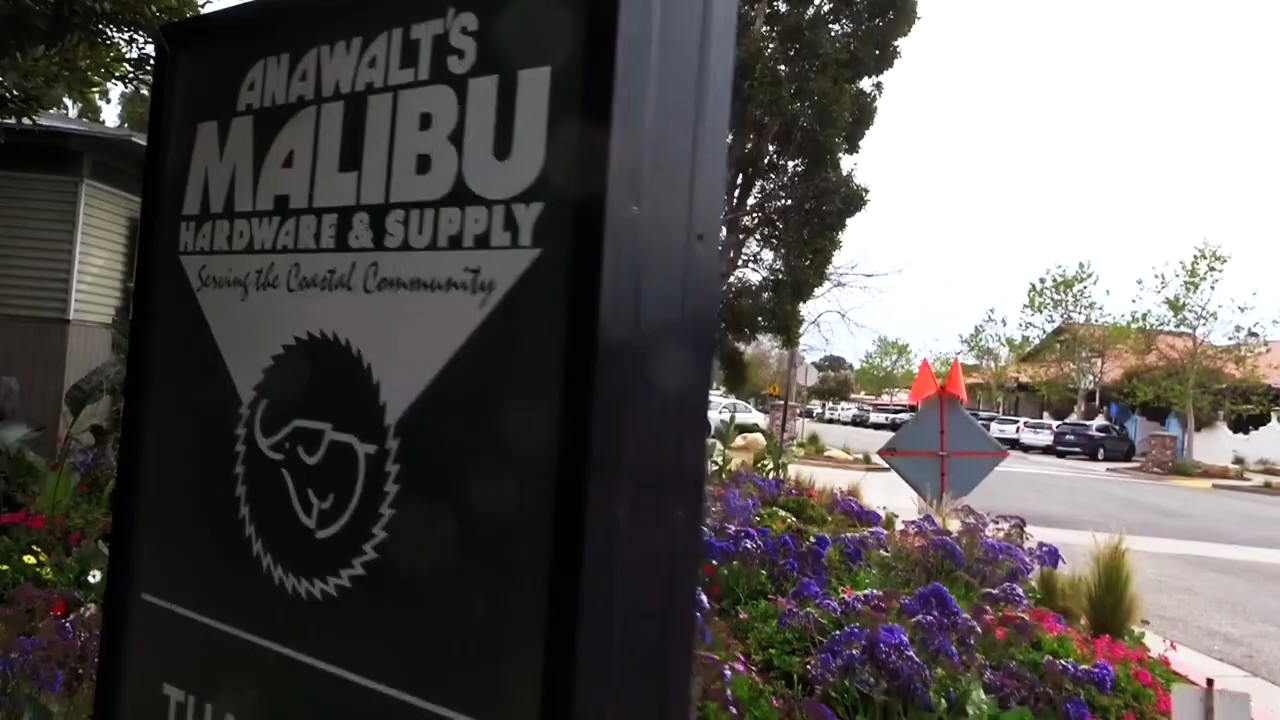 ANAWALT'S
MALIBU
HARDWARE & SUPPLY
Serving the Coastal Community